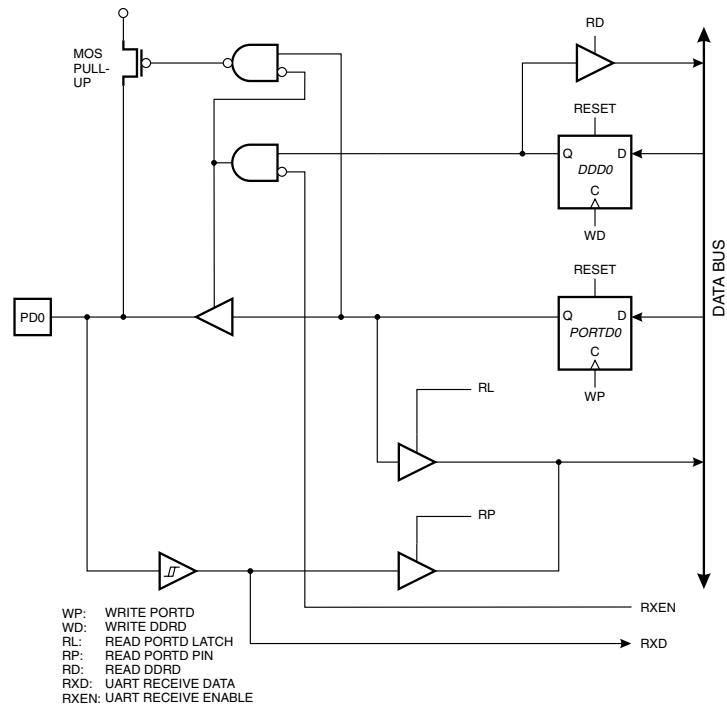 RD
MOS
PULL-
UP
RESET
Q
D
DDD0
C
WD
DATA BUS
RESET
PD0
Q
D
PORTD0
C
WP
RL
RP
RXEN
RXD
WP: WRITE PORTD
WD: WRITE DDRD
RL: READ PORTD LATCH
RP: READ PORTD PIN
RD: READ DDRD
RXD: UART RECEIVE DATA
RXEN: UART RECEIVE ENABLE